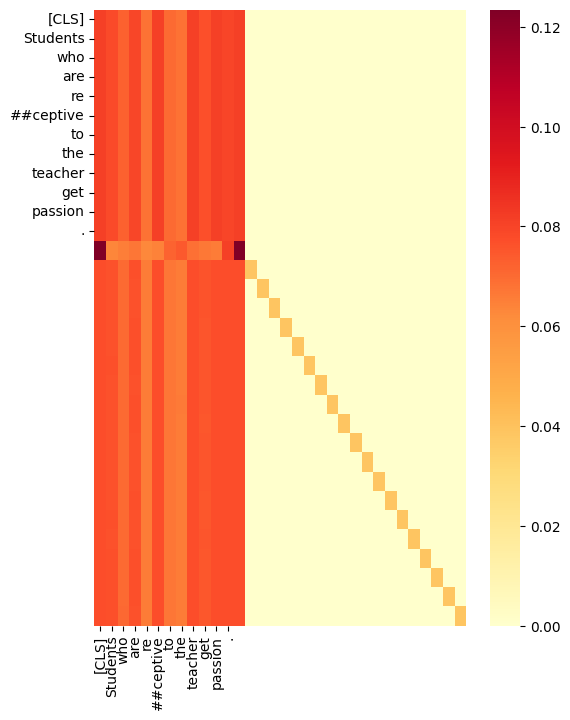 [CLS]
Students
who
are
re
##ceptive
to
the
teacher
get
passion
.
0.12
0.10
0.08
0.06
0.04
0.02
0.00
[CLS]
Students
who
are
re
##ceptive
to
the
teacher
get
passion
.